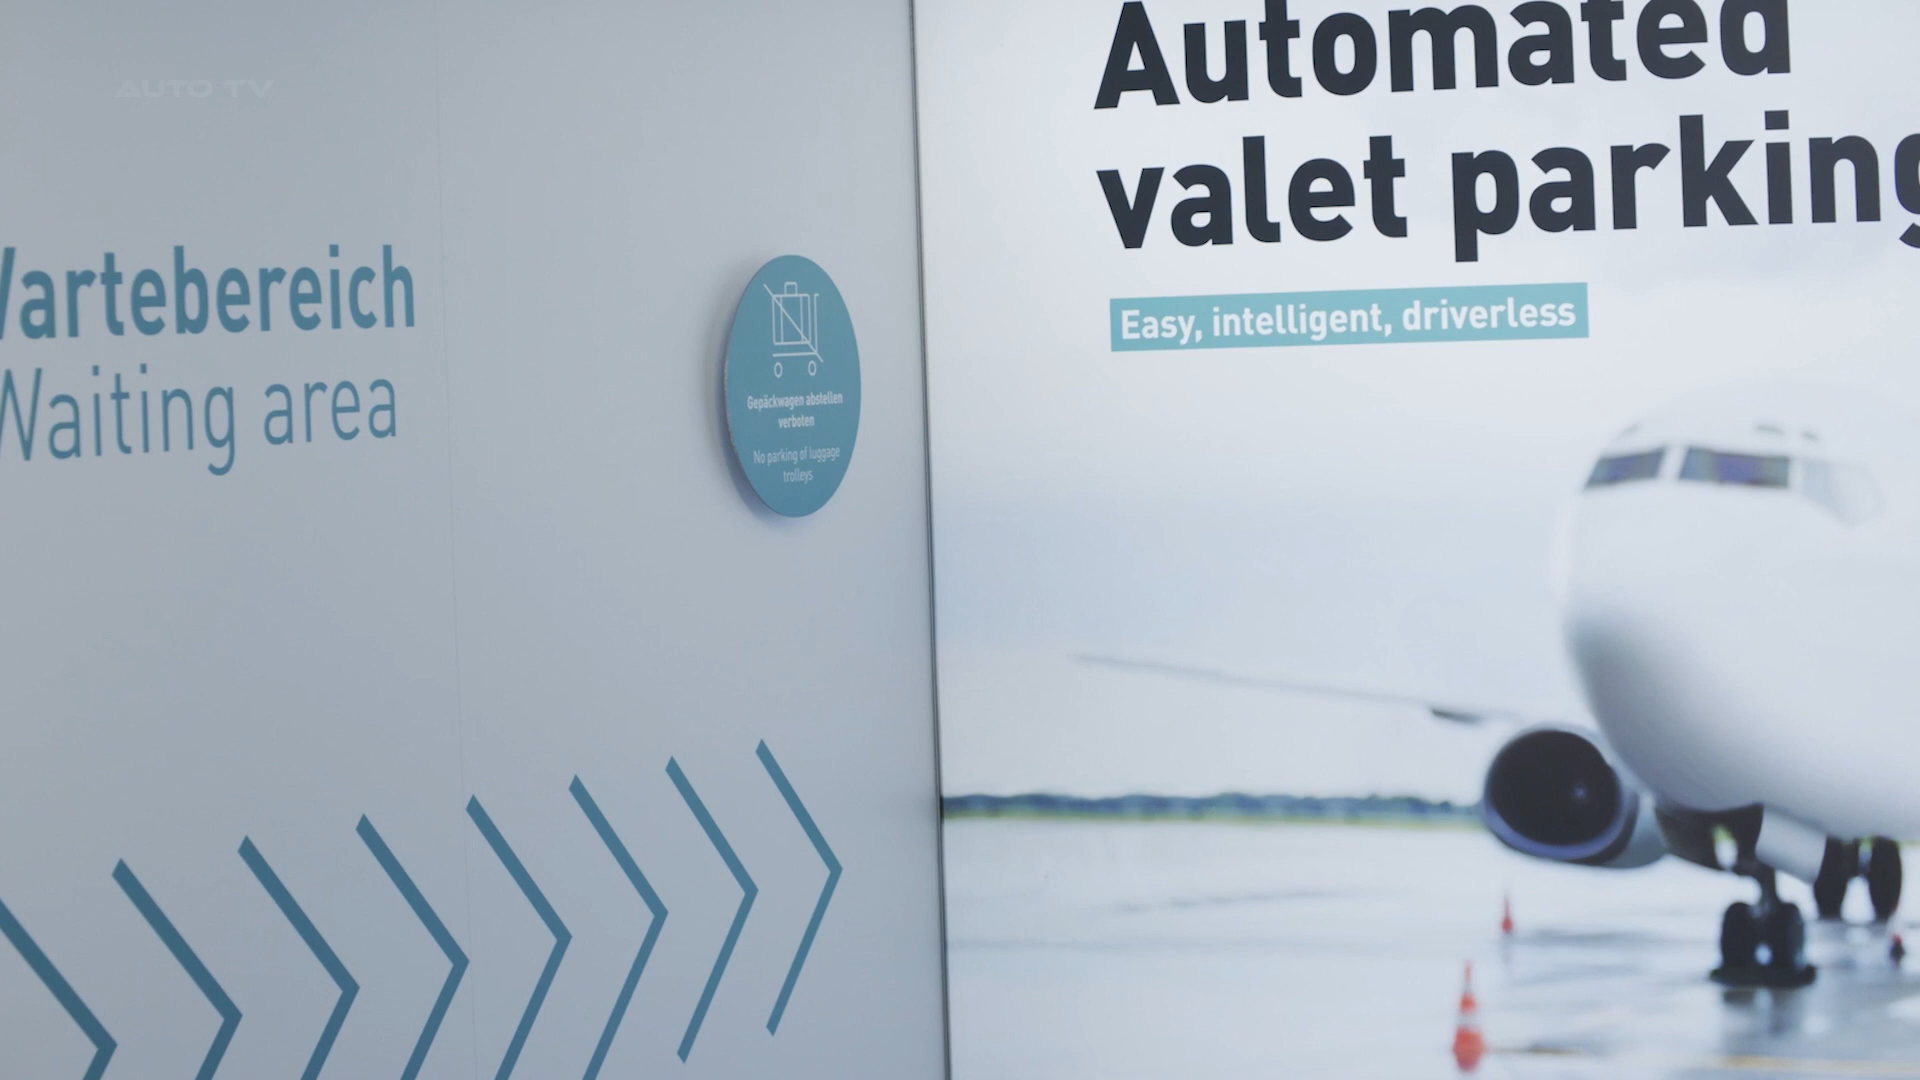 AUTO TV
Wartebereich
Waiting area
Gepäckwagen abstellen
verboten
No parking of luggage
trolleys
Automated
valet parking
Easy, intelligent, driverless